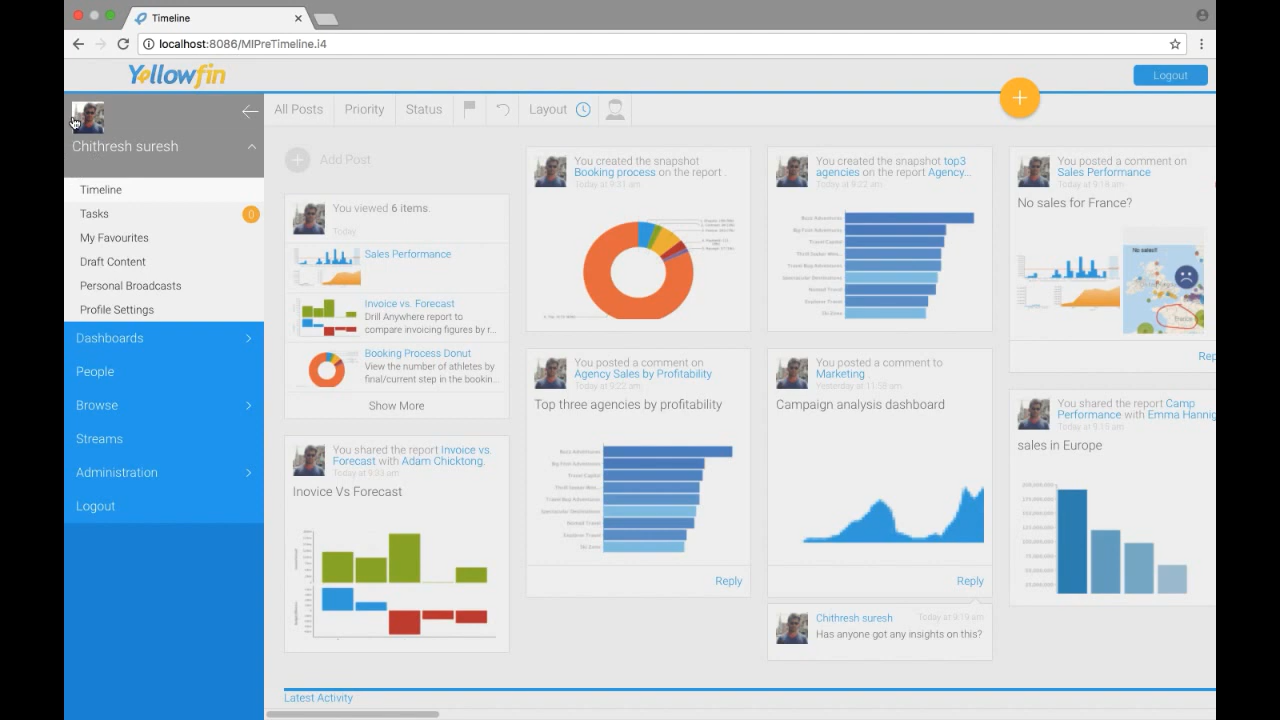 Timeline
localhost:8086/MIPreTimeline.i4
Yellowfin
Logout
Chithresh suresh
Timeline
Tasks
0
My Favourites
Draft Content
Personal Broadcasts
Profile Settings
Dashboards
People
Browse
Streams
Administration
Logout
All Posts
Priority
Status
Layout
Add Post
You viewed 6 items.
Today
Sales Performance
Invoice vs. Forecast
Drill Anywhere report to
compare invoicing figures by r...
Booking Process Donut
View the number of athletes by
final/current step in the bookin...
Show More
You shared the report Invoice vs.
Forecast with Adam Chicktong.
Today at 9:23 am
Inovice Vs Forecast
You created the snapshot
Booking process on the report .
Today at 9:31 am
You posted a comment on
Agency Sales by Profitability
Today at 9:22 am
Top three agencies by profitability
Reply
You created the snapshot top3
agencies on the report Agency...
Today at 9:22 am
You posted a comment to
Marketing
Yesterday at 11:58 am
Campaign analysis dashboard
Reply
Chithresh suresh
Today at 9:19 am
Has anyone got any insights on this?
You posted a comment on
Sales Performance
Today at 9:18 am
No sales for France?
No sales!!
France
Rep
You shared the report Camp
Performance with Emma Hannig
Today at 9:15 am
sales in Europe
Latest Activity